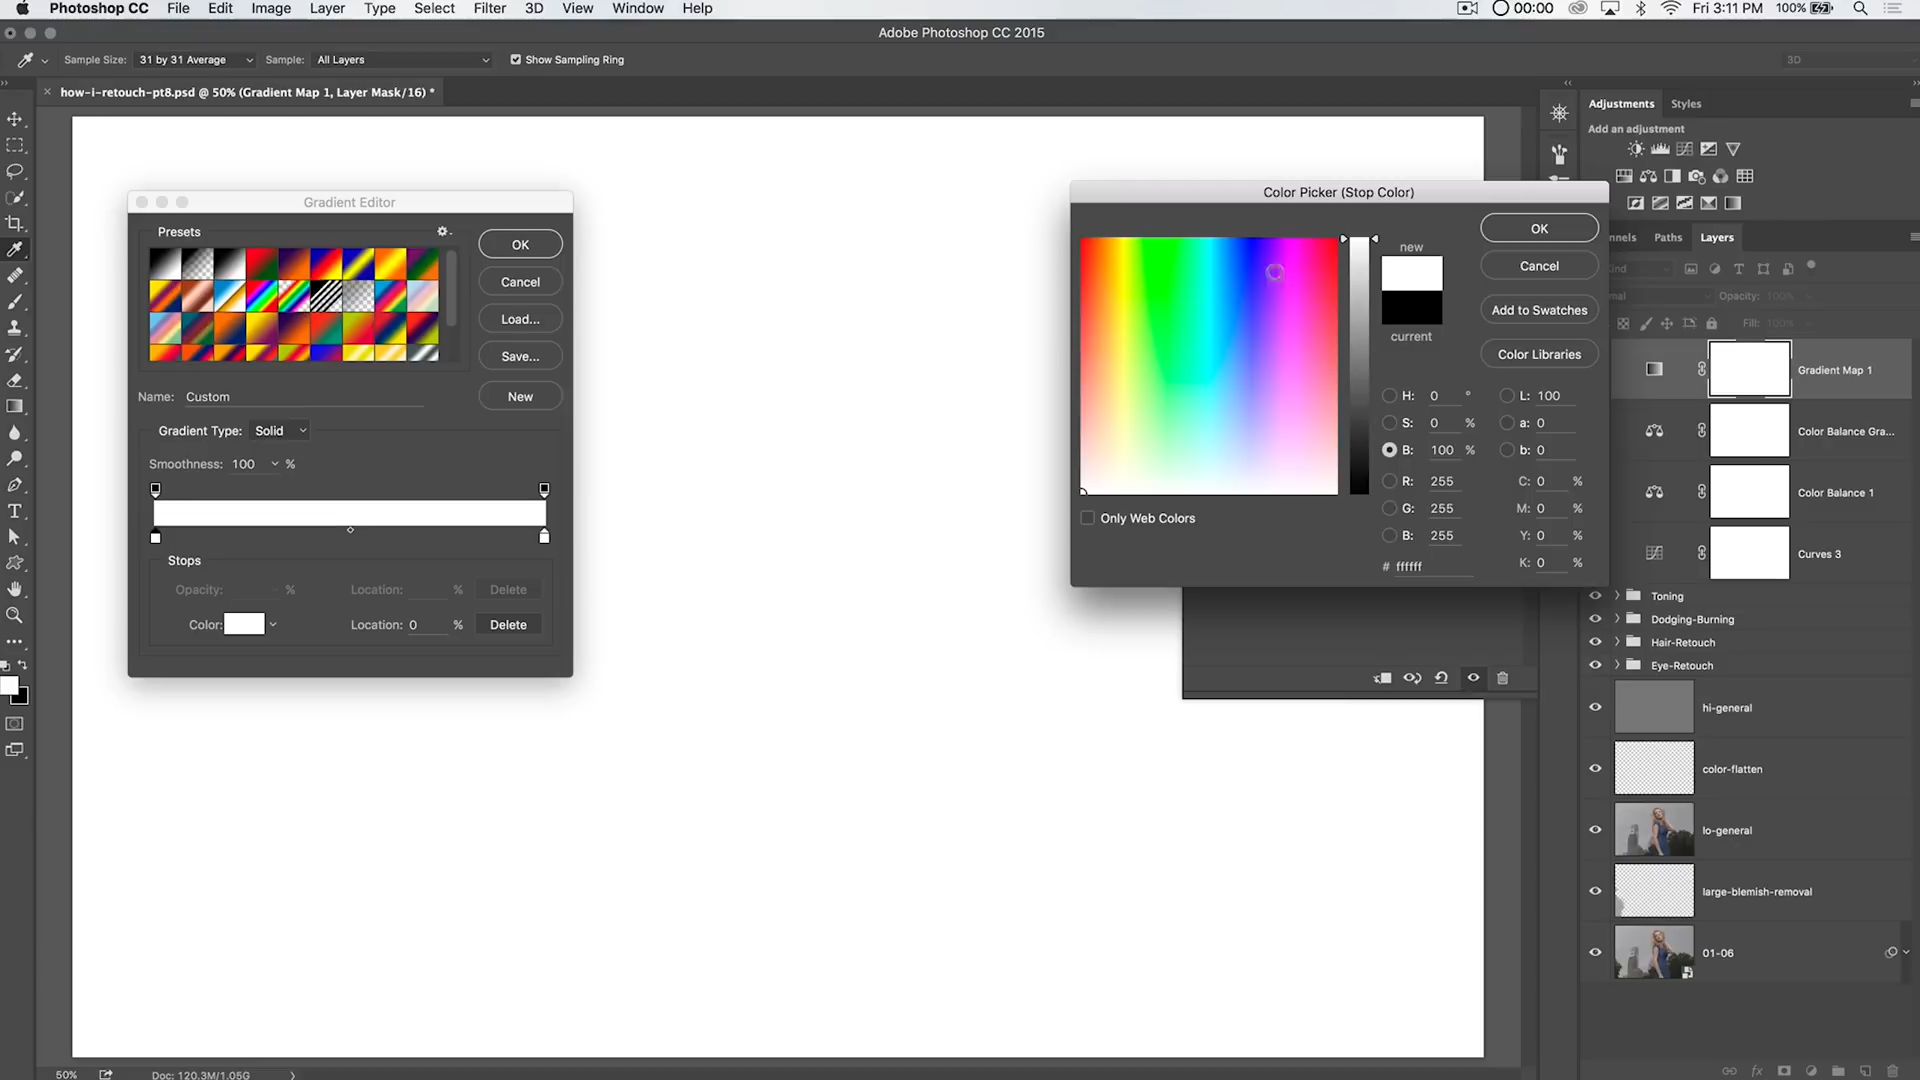 Photoshop CC File Edit Image Layer Type Select Filter 3D View Window Help 00:00 Fri 3:11 PM 100%
Adobe Photoshop CC 2015
Sample Size: 31 by 31 Average Sample: All Layers Show Sampling Ring 3D
how-i-retouch-pt8.psd @ 50% (Gradient Map 1, Layer Mask/16) *
Adjustments Styles
Add an adjustment
Gradient Editor
Presets
OK
Cancel
Load...
Save...
Name: Custom
New
Gradient Type: Solid
Smoothness: 100 %
Stops
Opacity: % Location: % Delete
Color: Location: 0 % Delete
Color Picker (Stop Color)
new
current
OK
Cancel
Add to Swatches
Color Libraries
H: 0 ° L: 100
S: 0 % a: 0
B: 100 % b: 0
R: 255 C: 0 %
G: 255 M: 0 %
B: 255 Y: 0 %
# ffffff K: 0 %
Only Web Colors
nnels Paths Layers
Kind
mal Opacity: 100%
Fill: 100%
Gradient Map 1
Color Balance Gra...
Color Balance 1
Curves 3
Toning
Dodging-Burning
Hair-Retouch
Eye-Retouch
hi-general
color-flatten
lo-general
large-blemish-removal
01-06
fx
50% Doc: 120.3M/1.05G